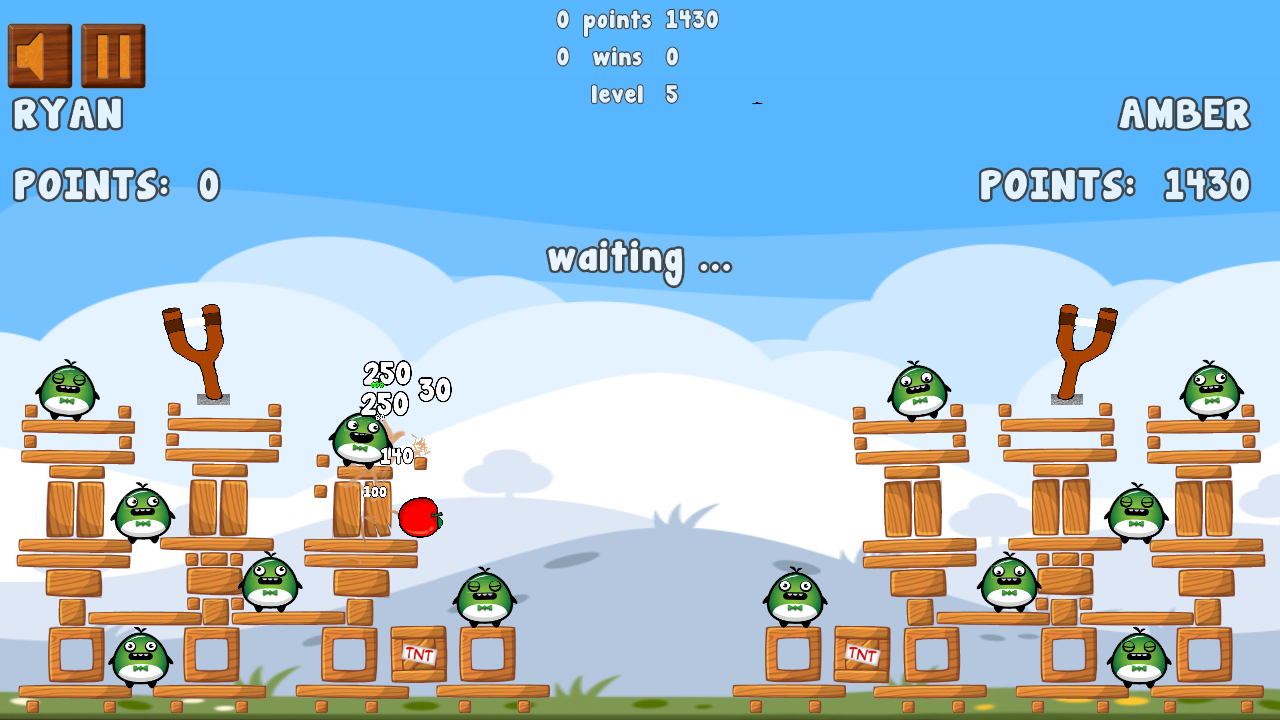 0 points 1430
0 wins 0
level 5
RYAN
AMBER
POINTS: 0
POINTS: 1430
waiting ...
250
30
250
140
100
TNT
TNT